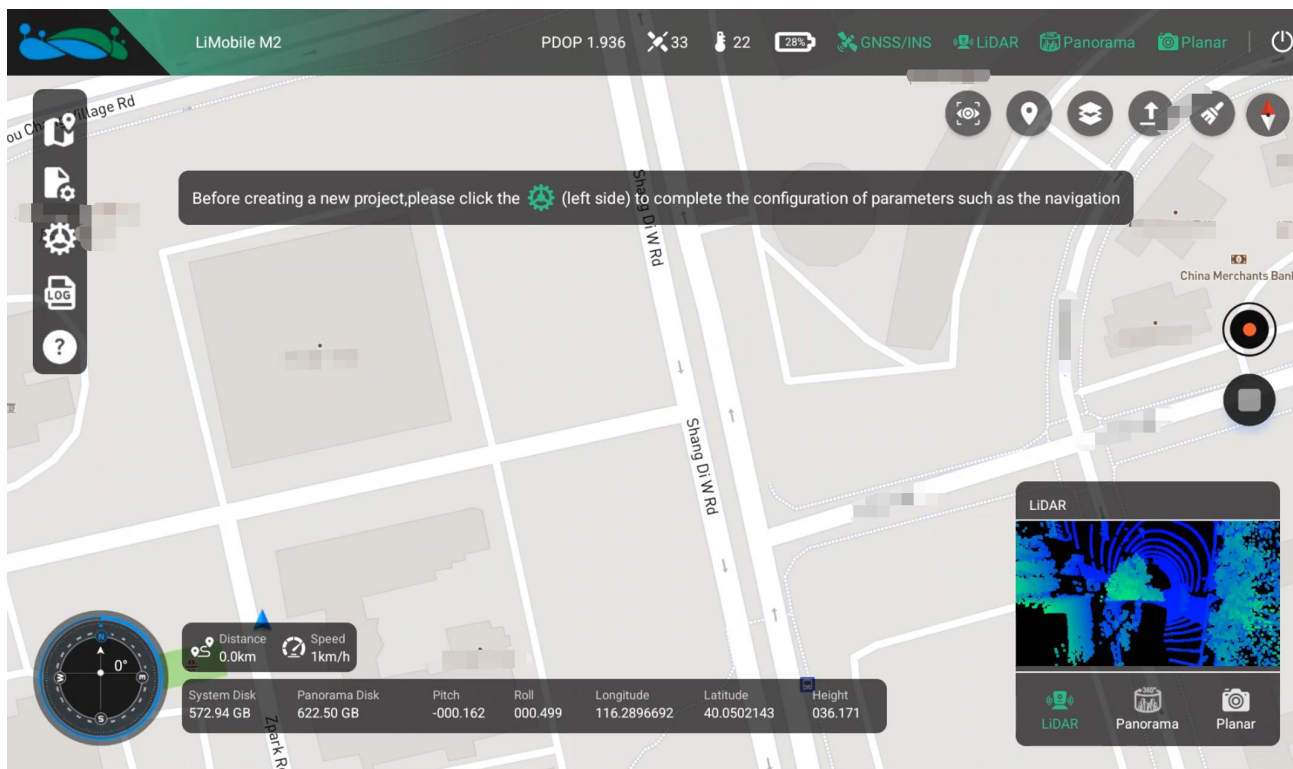 LiMobile M2
PDOP 1.936
33
22
28%
GNSS/INS
LiDAR
Panorama
Planar
Village Rd
Before creating a new project,please click the (left side) to complete the configuration of parameters such as the navigation
Shang Di W Rd
China Merchants Bank
LOG
?
Shang Di W Rd
LiDAR
N
E
S
W
0°
Distance
0.0km
Speed
1km/h
System Disk
572.94 GB
Panorama Disk
622.50 GB
Pitch
-000.162
Roll
000.499
Longitude
116.2896692
Latitude
40.0502143
Height
036.171
Zpark Rd
LiDAR
360°
Panorama
Planar